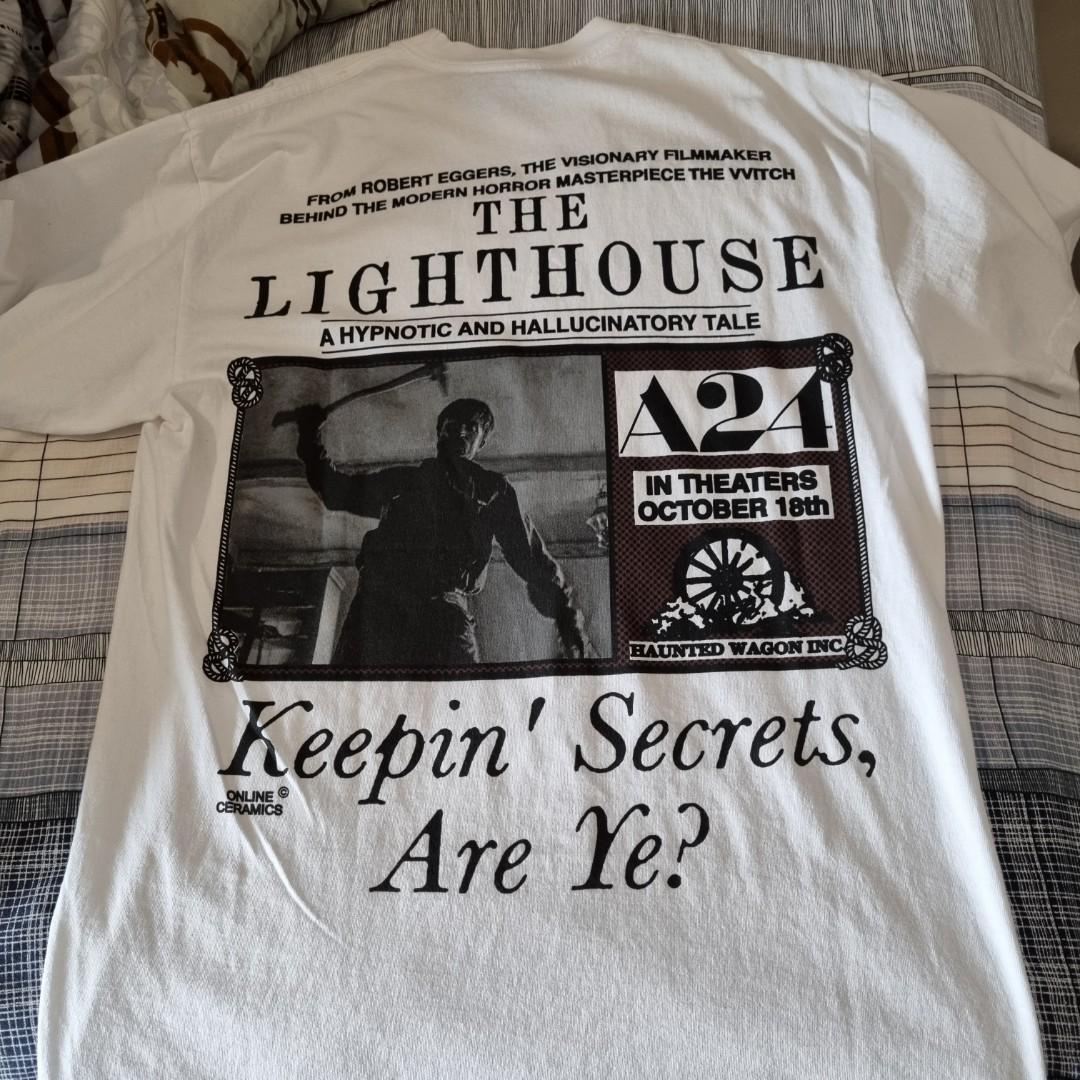 FROM ROBERT EGGERS, THE VISIONARY FILMMAKER
BEHIND THE MODERN HORROR MASTERPIECE THE VVITCH
THE
LIGHTHOUSE
A HYPNOTIC AND HALLUCINATORY TALE
A24
IN THEATERS
OCTOBER 18th
HAUNTED WAGON INC.
Keepin' Secrets,
Are Ye?
ONLINE ©
CERAMICS